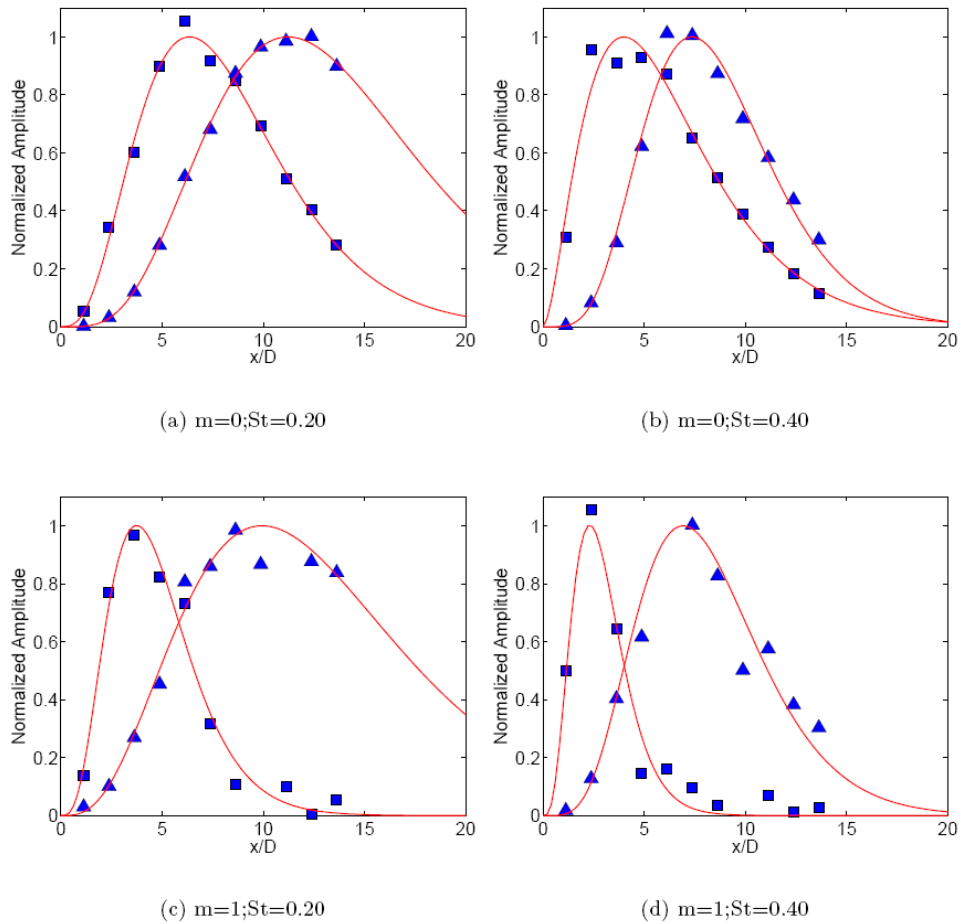 Normalized Amplitude
1
0.8
0.6
0.4
0.2
0
0 5 10 15 20
x/D
(a) m=0;St=0.20
Normalized Amplitude
1
0.8
0.6
0.4
0.2
0
0 5 10 15 20
x/D
(b) m=0;St=0.40
Normalized Amplitude
1
0.8
0.6
0.4
0.2
0
0 5 10 15 20
x/D
(c) m=1;St=0.20
Normalized Amplitude
1
0.8
0.6
0.4
0.2
0
0 5 10 15 20
x/D
(d) m=1;St=0.40